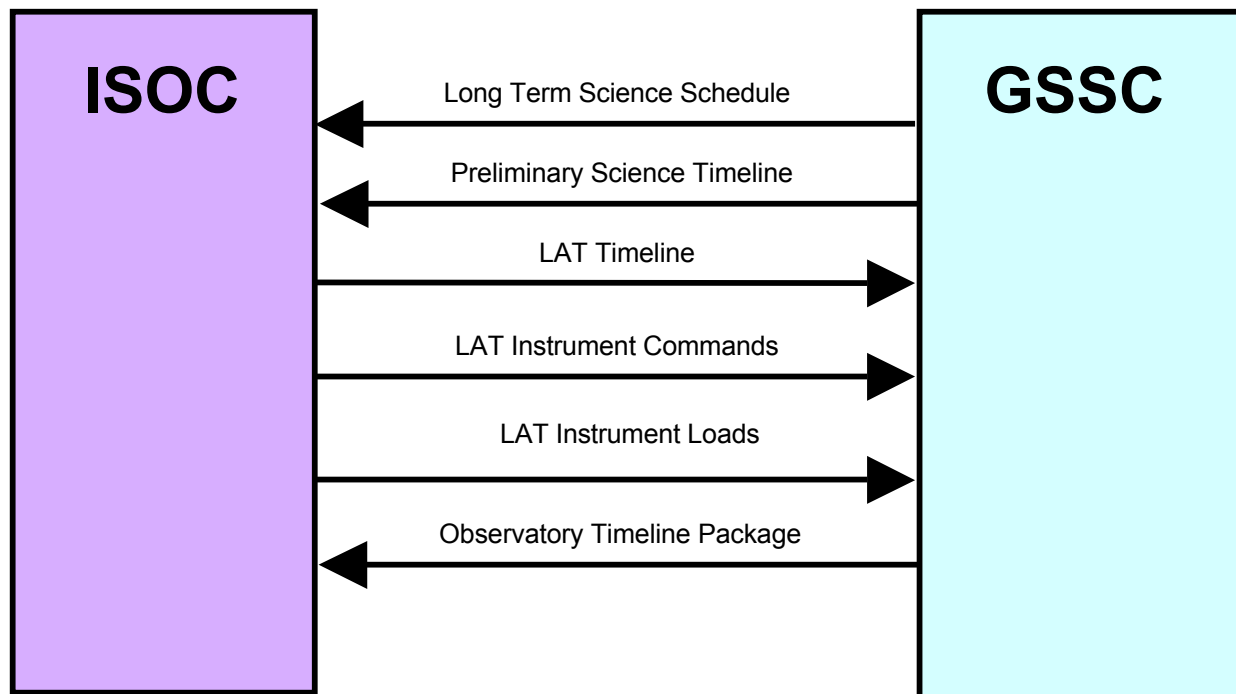 ISOC
GSSC
Long Term Science Schedule
Preliminary Science Timeline
LAT Timeline
LAT Instrument Commands
LAT Instrument Loads
Observatory Timeline Package